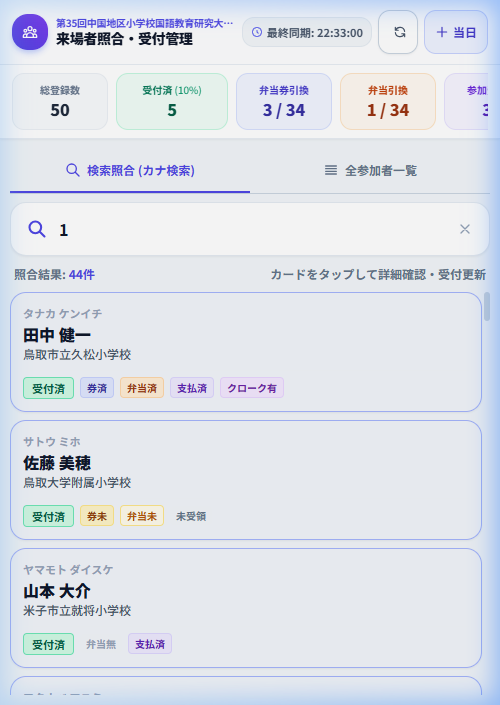 第35回中国地区小学校国語教育研究大…
来場者照合・受付管理
最終同期: 22:33:00
当日
総登録数
50
受付済 (10%)
5
弁当券引換
3 / 34
弁当引換
1 / 34
参加
検索照合 (カナ検索)
全参加者一覧
1
照合結果: 44件
カードをタップして詳細確認・受付更新
タナカ ケンイチ
田中 健一
鳥取市立久松小学校
受付済 券済 弁当済 支払済 クローク有
サトウ ミホ
佐藤 美穂
鳥取大学附属小学校
受付済 券未 弁当未 未受領
ヤマモト ダイスケ
山本 大介
米子市立就将小学校
受付済 弁当無 支払済